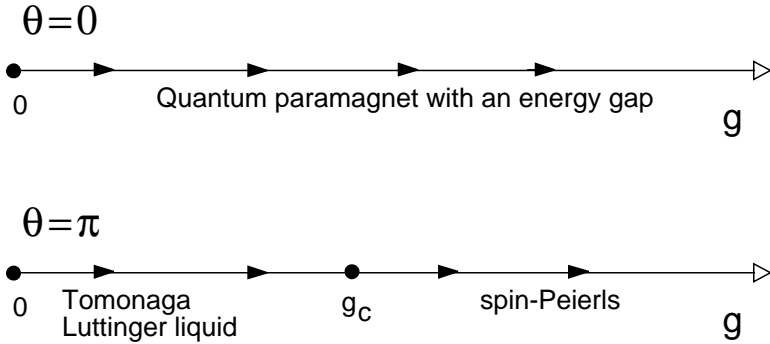 θ=0
0
Quantum paramagnet with an energy gap
g
θ=π
0
Tomonaga
Luttinger liquid
g_c
spin-Peierls
g